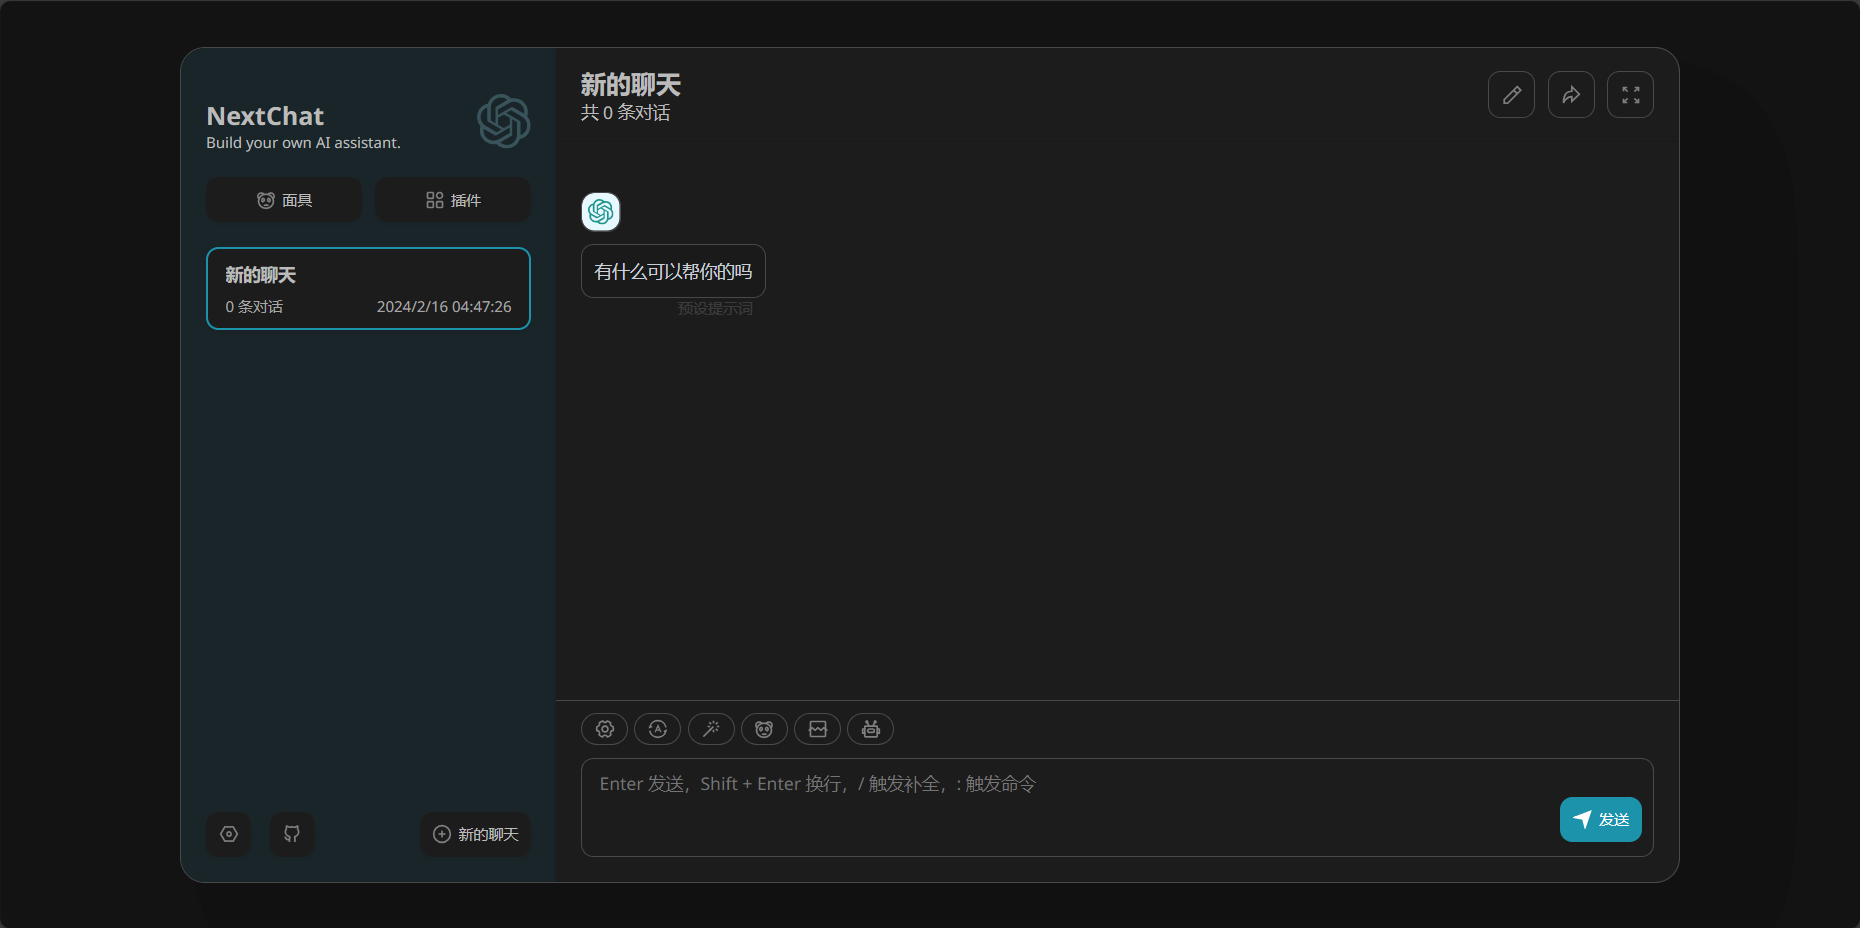 NextChat
Build your own AI assistant.
面具
插件
新的聊天
0 条对话
2024/2/16 04:47:26
新的聊天
新的聊天
共 0 条对话
有什么可以帮你的吗
预设提示词
Enter 发送，Shift + Enter 换行，/ 触发补全，: 触发命令
发送